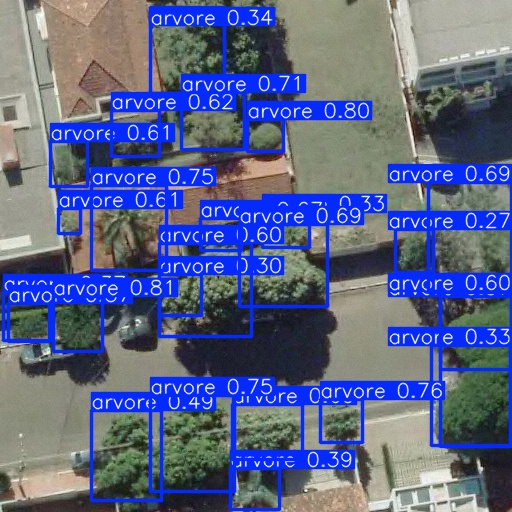 arvore 0.34
arvore 0.71
arvore 0.62
arvore 0.80
arvore 0.61
arvore 0.75
arvore 0.69
arvore 0.61
0.33
arvore 0.69
arvore 0.27
arvore 0.60
arvore 0.30
arvore 0.81
arvore 0.60
arvore 0.33
arvore 0.75
arvore 0.76
arvore 0.49
arvore 0.39